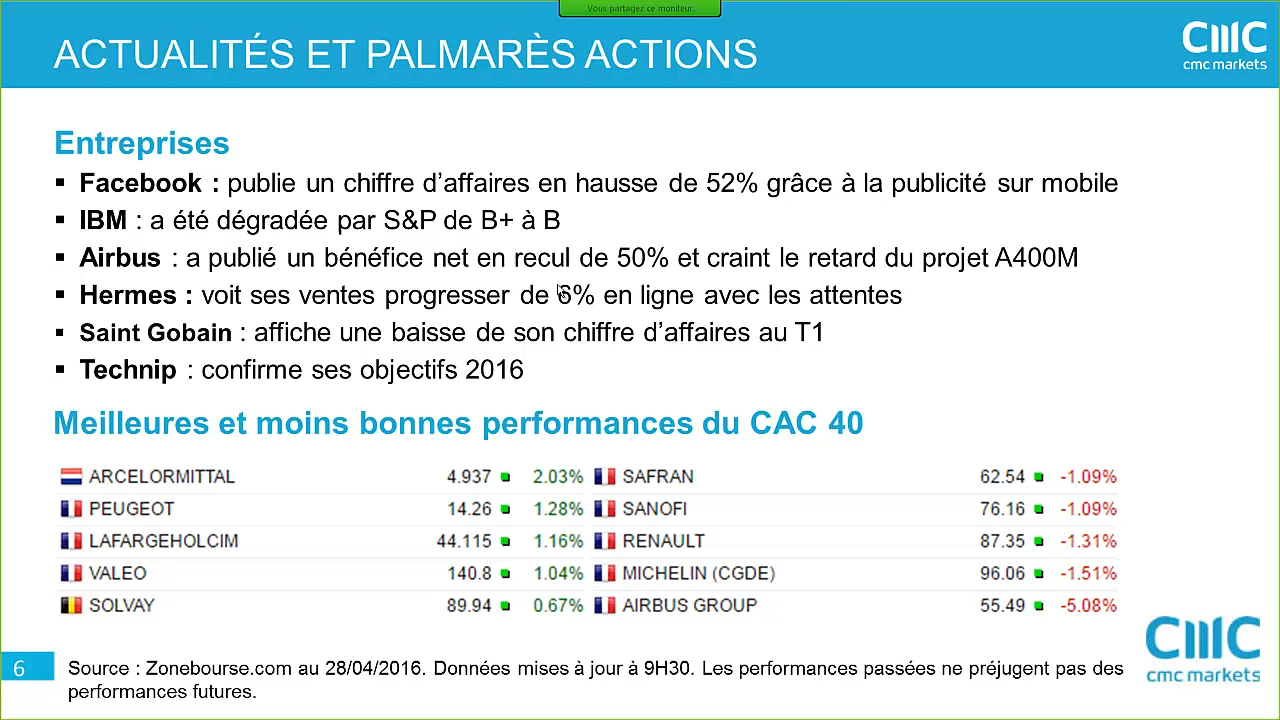 Vous partagez ce moniteur.
ACTUALITÉS ET PALMARÈS ACTIONS
CMC
cmc markets
Entreprises
▪ Facebook : publie un chiffre d’affaires en hausse de 52% grâce à la publicité sur mobile
▪ IBM : a été dégradée par S&P de B+ à B
▪ Airbus : a publié un bénéfice net en recul de 50% et craint le retard du projet A400M
▪ Hermes : voit ses ventes progresser de 6% en ligne avec les attentes
▪ Saint Gobain : affiche une baisse de son chiffre d’affaires au T1
▪ Technip : confirme ses objectifs 2016
Meilleures et moins bonnes performances du CAC 40
ARCELORMITTAL 4.937 2.03% SAFRAN 62.54 -1.09%
PEUGEOT 14.26 1.28% SANOFI 76.16 -1.09%
LAFARGEHOLCIM 44.115 1.16% RENAULT 87.35 -1.31%
VALEO 140.8 1.04% MICHELIN (CGDE) 96.06 -1.51%
SOLVAY 89.94 0.67% AIRBUS GROUP 55.49 -5.08%
CMC
cmc markets
6
Source : Zonebourse.com au 28/04/2016. Données mises à jour à 9H30. Les performances passées ne préjugent pas des
performances futures.